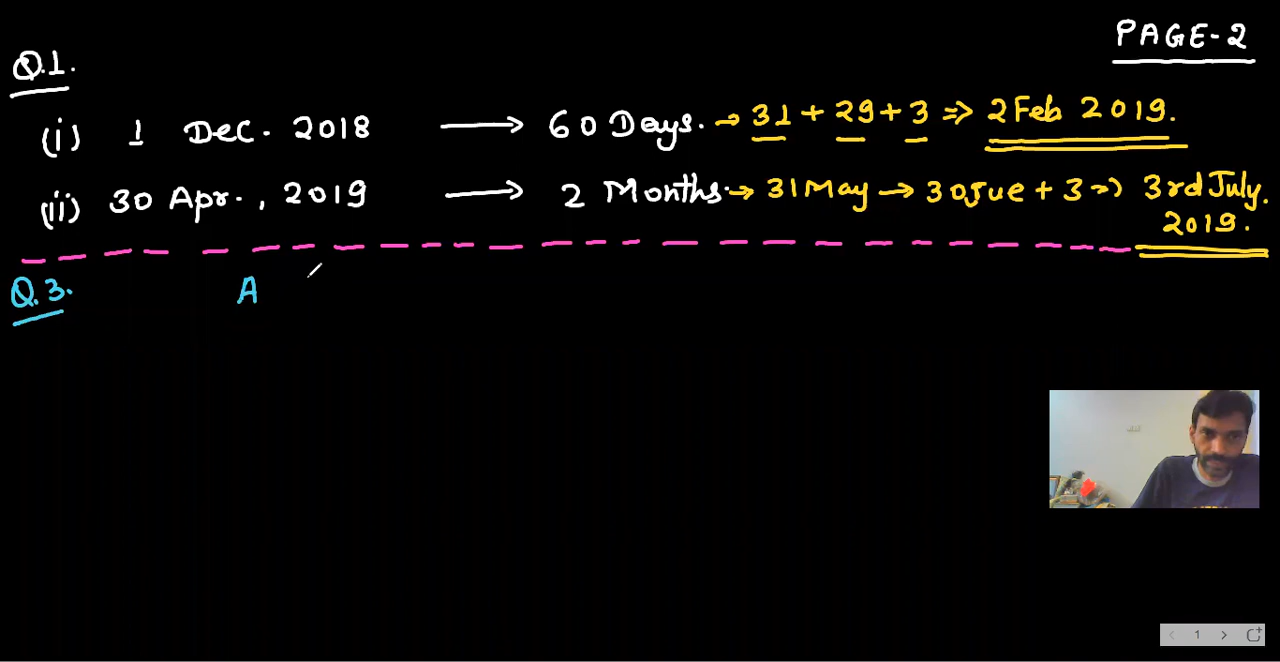 PAGE-2
Q.1.
(i) 1 Dec. 2018 → 60 Days. → 31 + 29 + 3 => 2 Feb 2019.
(ii) 30 Apr., 2019 → 2 Months. → 31 May → 30 Jue + 3 => 3rd July. 2019.
Q.3. A
1